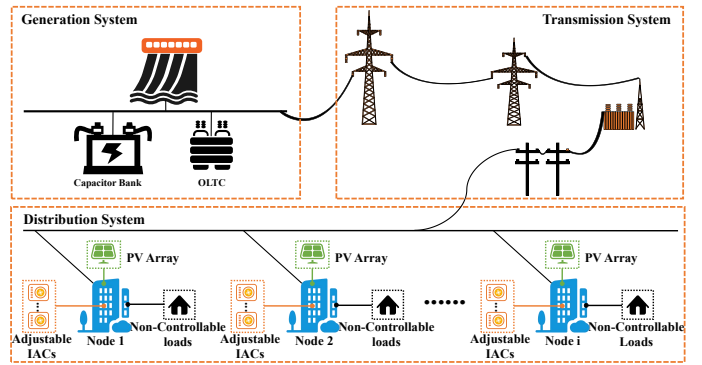 Generation System
Transmission System
Capacitor Bank
OLTC
Distribution System
PV Array
PV Array
PV Array
Adjustable
IACs
Node 1
Non-Controllable
loads
Adjustable
IACs
Node 2
Non-Controllable
loads
Adjustable
IACs
Node i
Non-Controllable
Loads